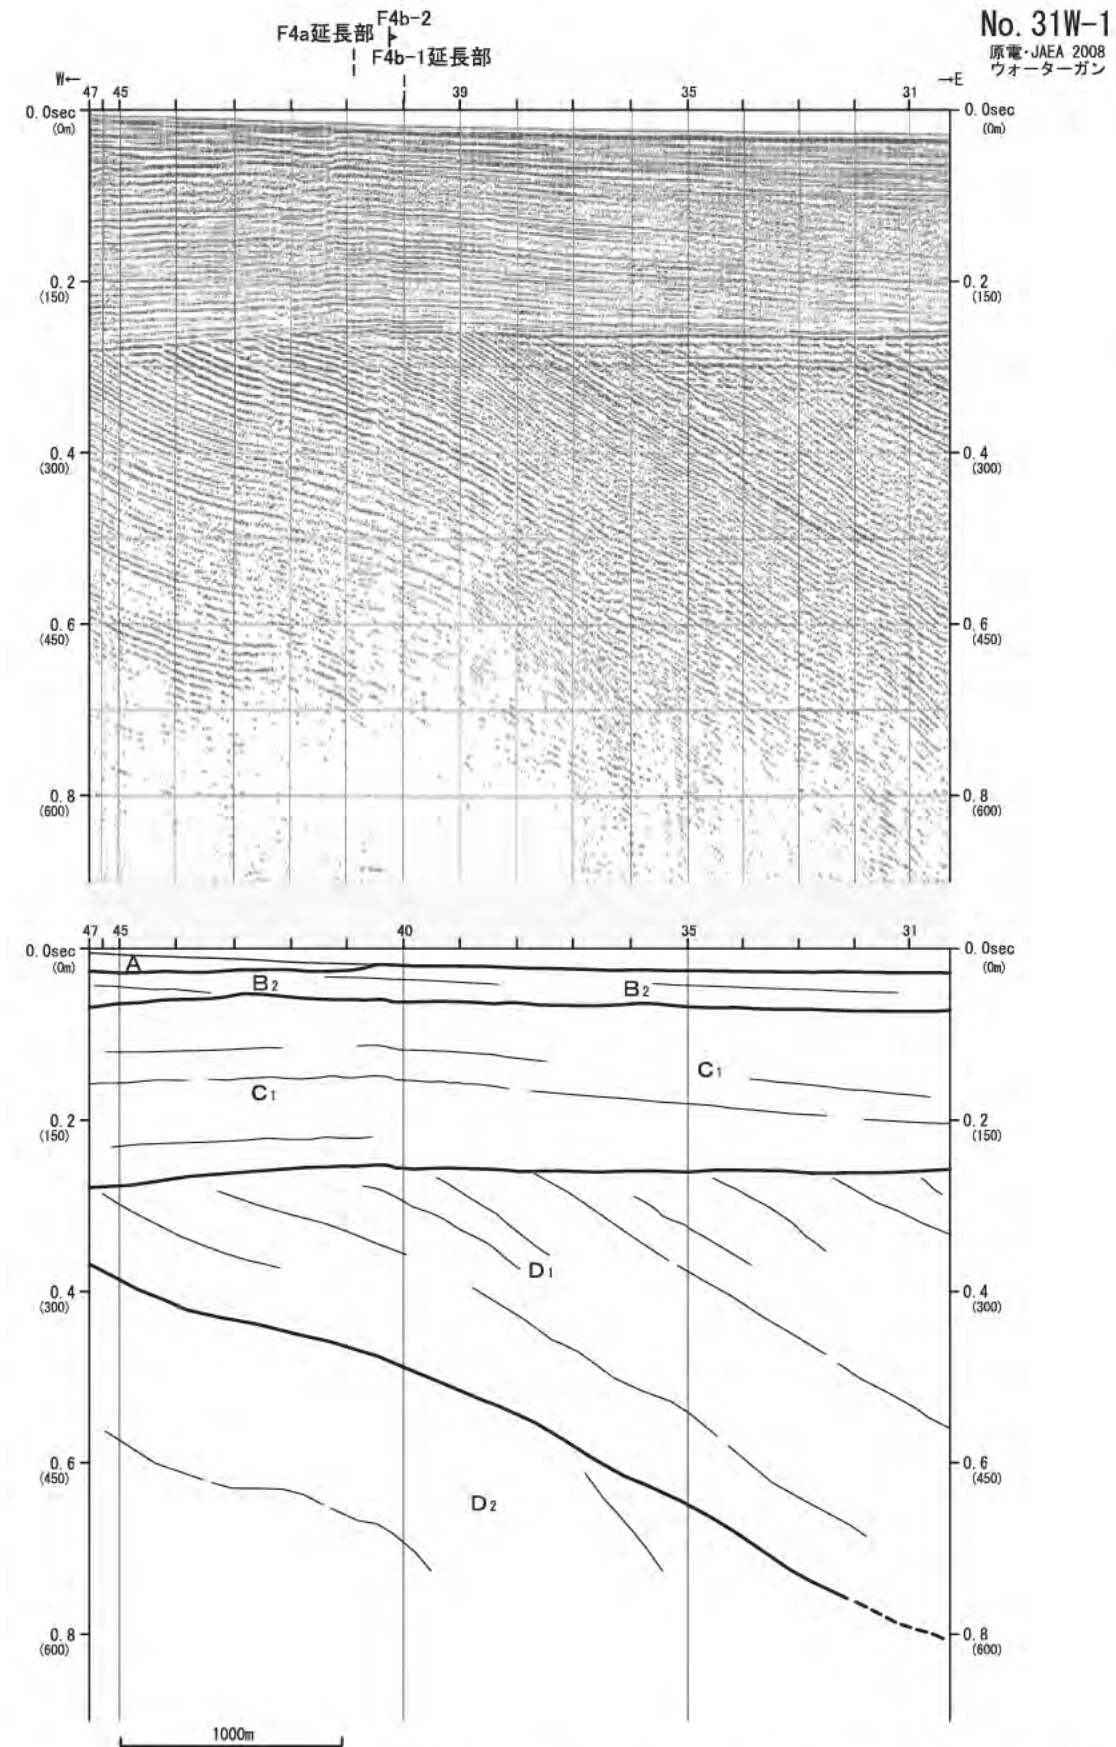 No. 31W-1
原電・JAEA 2008
ウォーターガン
F4b-2
F4a延長部
F4b-1延長部
W← →E
47 45 39 35 31
0.0sec 0.0sec
(0m) (0m)
0.2 0.2
(150) (150)
0.4 0.4
(300) (300)
0.6 0.6
(450) (450)
0.8 0.8
(600) (600)
47 45 40 35 31
0.0sec 0.0sec
(0m) (0m)
A
B2 B2
C1
C1
0.2 0.2
(150) (150)
D1
0.4 0.4
(300) (300)
0.6 0.6
(450) (450)
D2
0.8 0.8
(600) (600)
1000m